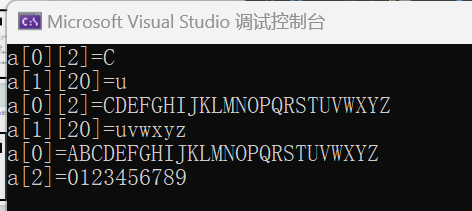 Microsoft Visual Studio 调试控制台
a[0][2]=C
a[1][20]=u
a[0][2]=CDEFGHIJKLMNOPQRSTUVWXYZ
a[1][20]=uvwxyz
a[0]=ABCDEFGHIJKLMNOPQRSTUVWXYZ
a[2]=0123456789